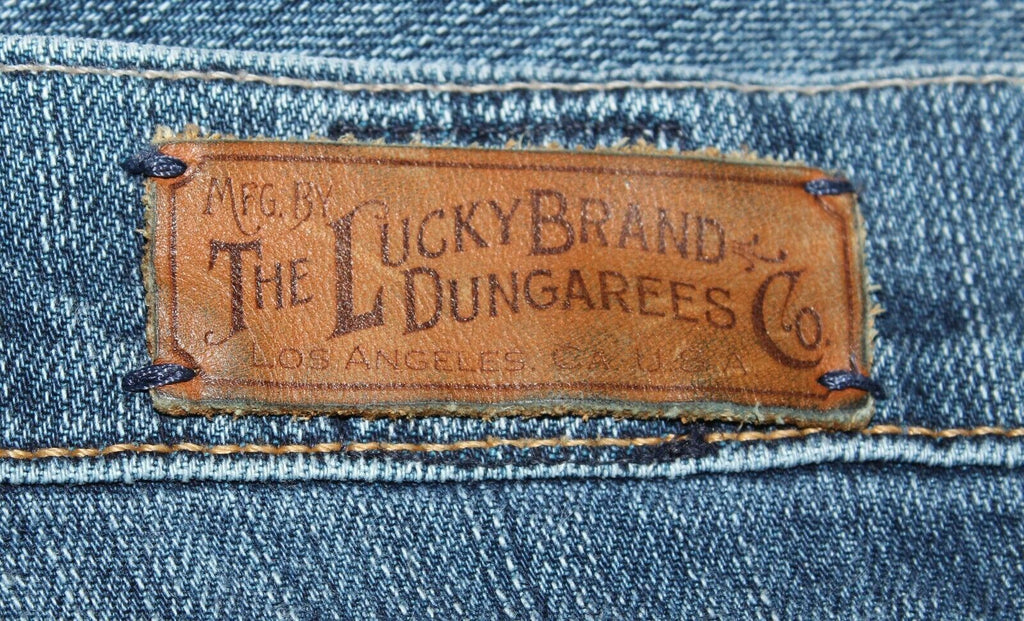 MFG. BY
THE LUCKY BRAND
DUNGAREES CO.
LOS ANGELES, CA. U.S.A